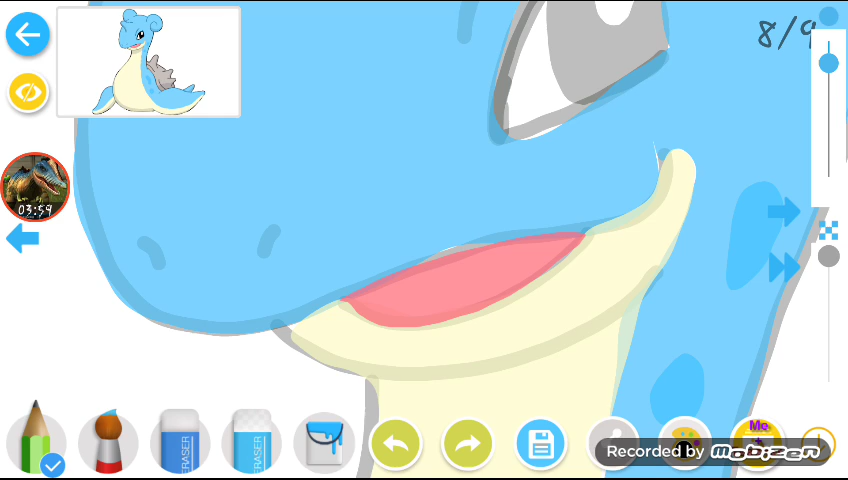 8/9
03:59
ERASER
ERASER
Me
+
Recorded by mobizen